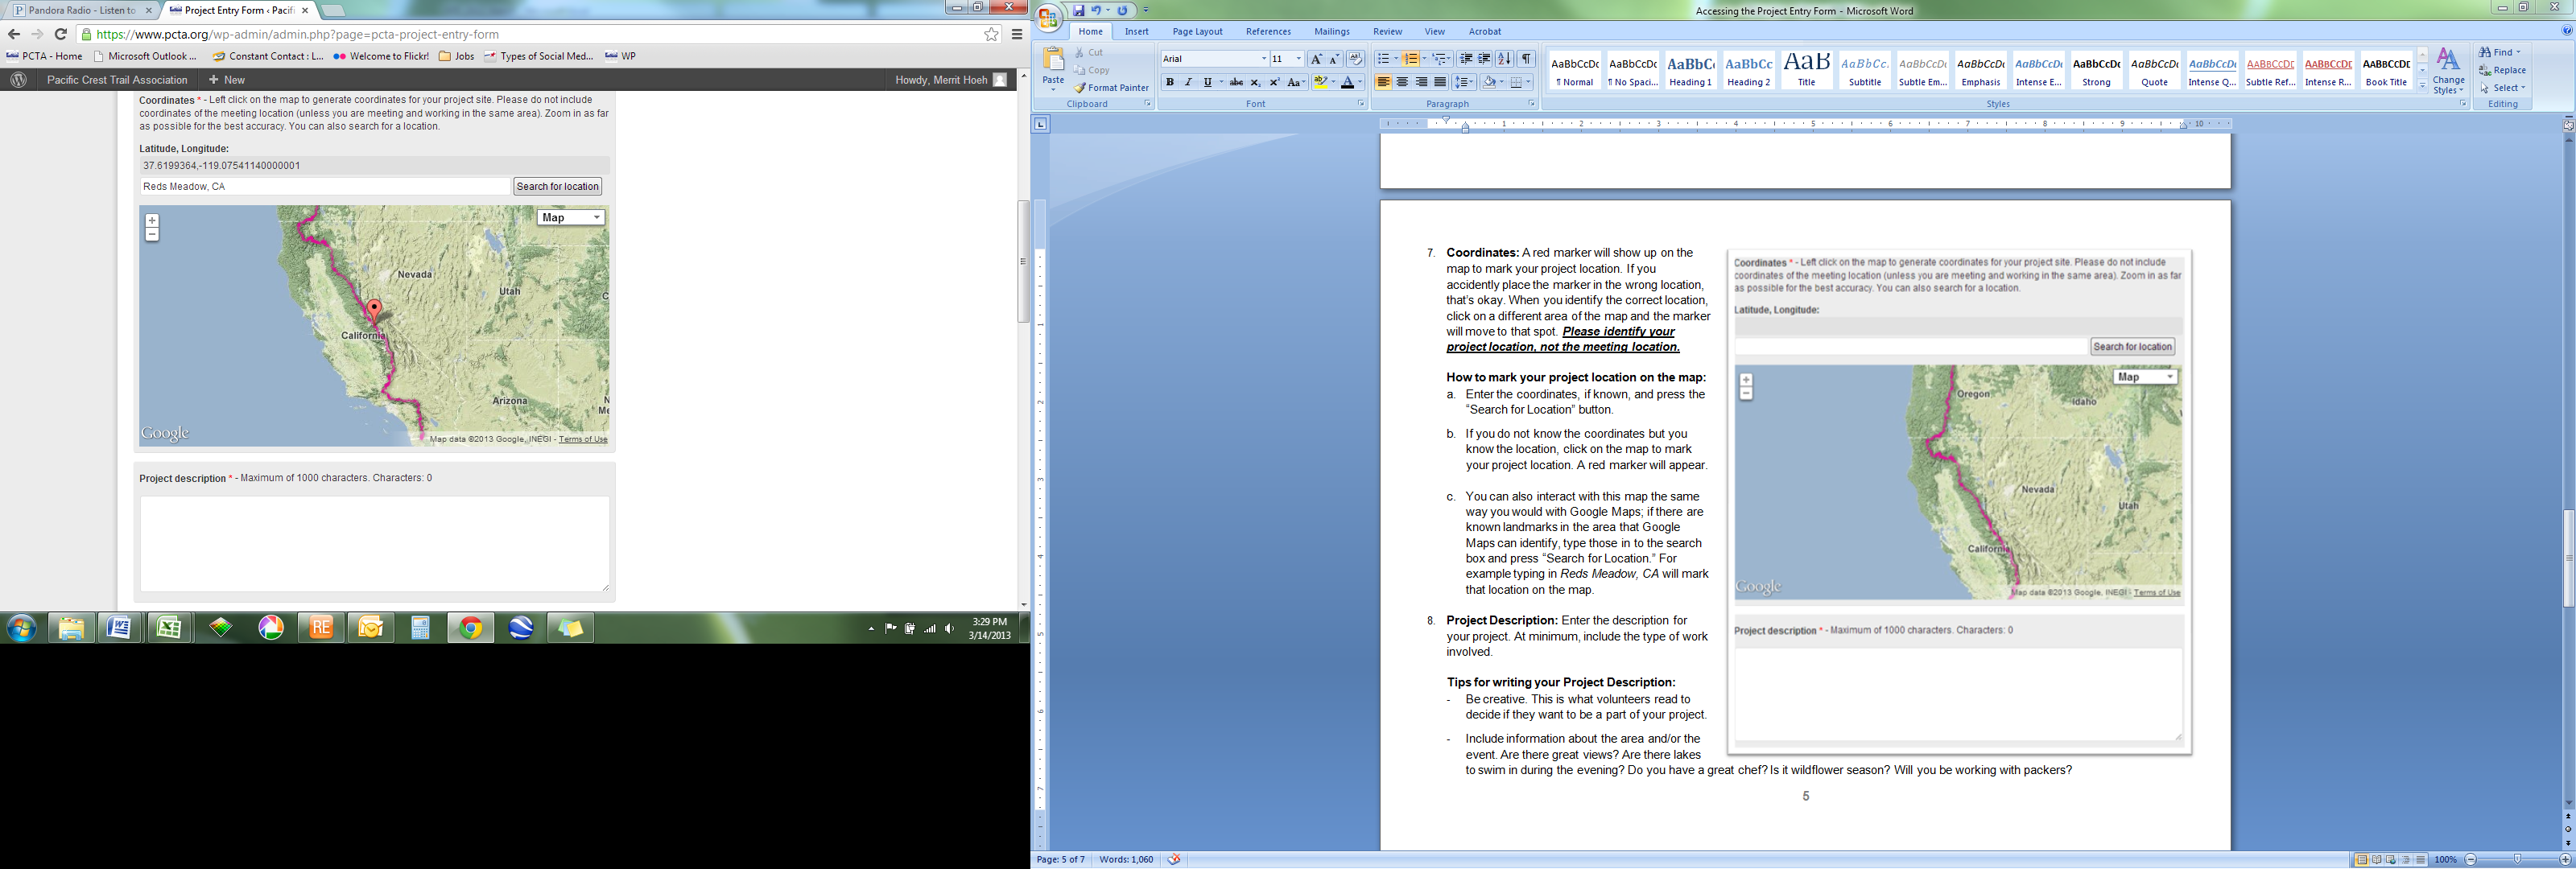 Pandora Radio - Listen to
Project Entry Form ‹ Pacifi
https://www.pcta.org/wp-admin/admin.php?page=pcta-project-entry-form
PCTA - Home
Microsoft Outlook ...
Constant Contact : L...
Welcome to Flickr!
Jobs
Types of Social Med...
WP
Pacific Crest Trail Association
+ New
Howdy, Merrit Hoeh
Coordinates * - Left click on the map to generate coordinates for your project site. Please do not include
coordinates of the meeting location (unless you are meeting and working in the same area). Zoom in as far
as possible for the best accuracy. You can also search for a location.
Latitude, Longitude:
37.6199364,-119.07541140000001
Reds Meadow, CA
Search for location
Map
Nevada
Utah
California
Arizona
Google
Map data ©2013 Google, INEGI - Terms of Use
Project description * - Maximum of 1000 characters. Characters: 0
RE
3:29 PM
3/14/2013
Accessing the Project Entry Form - Microsoft Word
Home
Insert
Page Layout
References
Mailings
Review
View
Acrobat
Paste
Cut
Copy
Format Painter
Clipboard
Arial
11
Font
Paragraph
AaBbCcDc
¶ Normal
AaBbCcDc
¶ No Spaci...
AaBbC
Heading 1
AaBbCc
Heading 2
AaB
Title
AaBbCc.
Subtitle
AaBbCcDc
Subtle Em...
AaBbCcDc
Emphasis
AaBbCcDc
Intense E...
AaBbCcDc
Strong
AaBbCcDc
Quote
AaBbCcDc
Intense Q...
AaBbCcDc
Subtle Ref...
AaBbCcDc
Intense R...
AaBbCcDc
Book Title
Change
Styles
Styles
Find
Replace
Select
Editing
7. Coordinates: A red marker will show up on the
map to mark your project location. If you
accidently place the marker in the wrong location,
that's okay. When you identify the correct location,
click on a different area of the map and the marker
will move to that spot. Please identify your
project location, not the meeting location.
How to mark your project location on the map:
a. Enter the coordinates, if known, and press the
“Search for Location” button.
b. If you do not know the coordinates but you
know the location, click on the map to mark
your project location. A red marker will appear.
c. You can also interact with this map the same
way you would with Google Maps; if there are
known landmarks in the area that Google
Maps can identify, type those in to the search
box and press “Search for Location.” For
example typing in Reds Meadow, CA will mark
that location on the map.
8. Project Description: Enter the description for
your project. At minimum, include the type of work
involved.
Tips for writing your Project Description:
- Be creative. This is what volunteers read to
decide if they want to be a part of your project.
- Include information about the area and/or the
event. Are there great views? Are there lakes
to swim in during the evening? Do you have a great chef? Is it wildflower season? Will you be working with packers?
5
Coordinates * - Left click on the map to generate coordinates for your project site. Please do not include
coordinates of the meeting location (unless you are meeting and working in the same area). Zoom in as far
as possible for the best accuracy. You can also search for a location.
Latitude, Longitude:
Search for location
Map
Oregon
Idaho
Nevada
Utah
California
Google
Map data ©2013 Google, INEGI - Terms of Use
Project description * - Maximum of 1000 characters. Characters: 0
Page: 5 of 7
Words: 1,060
100%